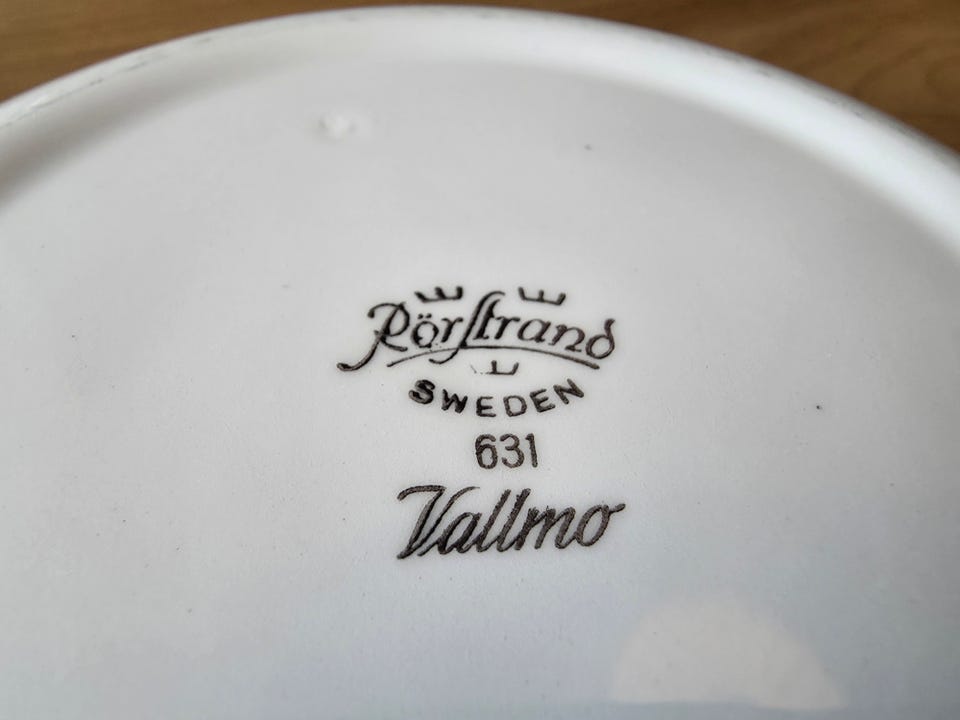 Rörstrand
SWEDEN
631
Vallmo